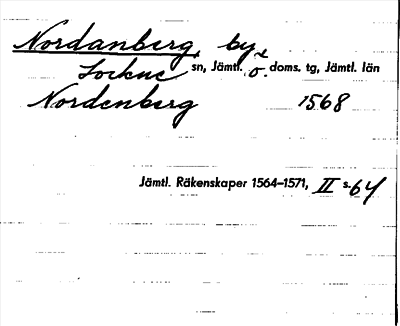 Nordanberg, by
Lockne sn, Jämtl. ö. doms. tg, Jämtl. län
Nordenberg 1568
Jämtl. Räkenskaper 1564–1571, II s. 64